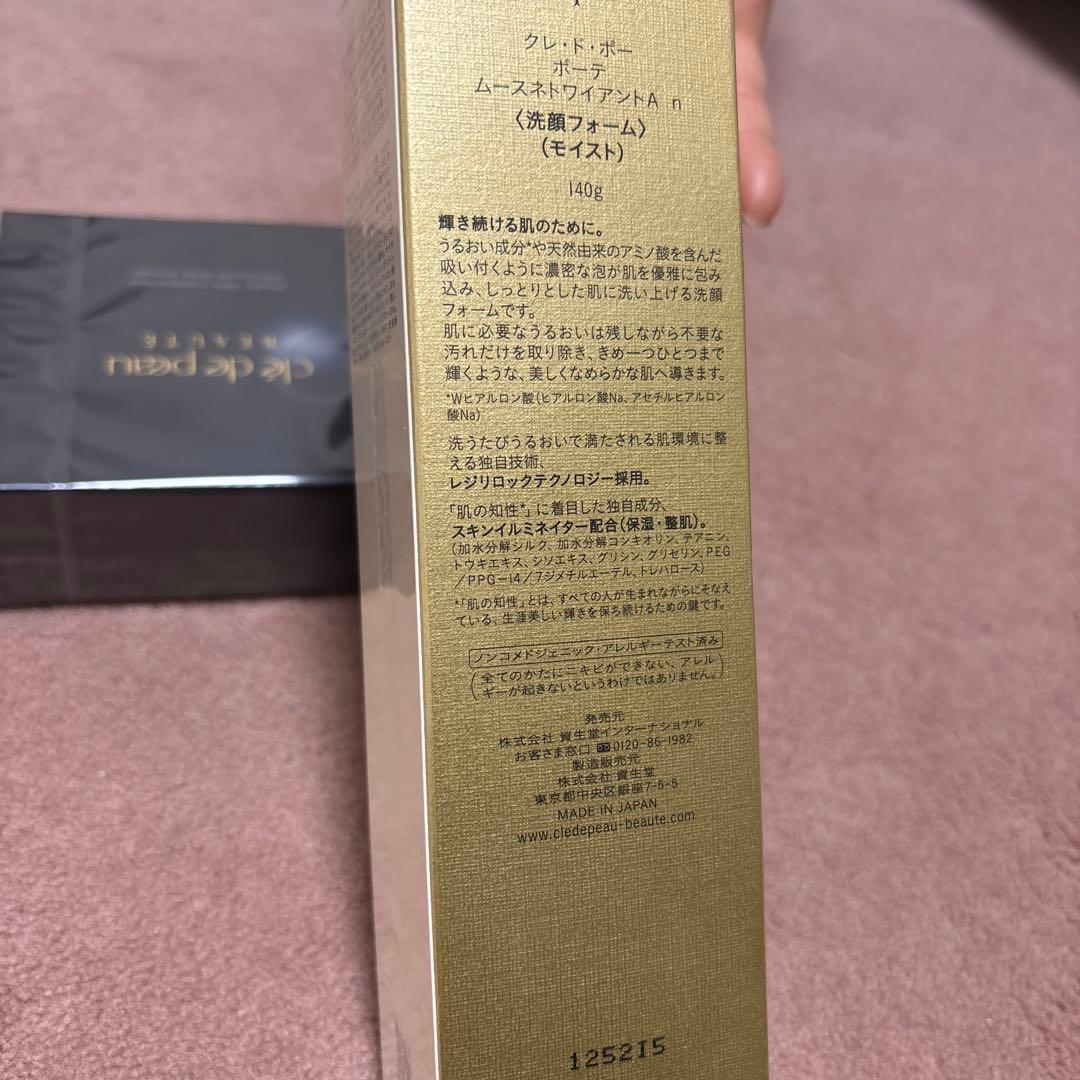 クレ・ド・ポー
ボーテ
ムースネトワイアントA n
〈洗顔フォーム〉
(モイスト)
140g
輝き続ける肌のために。
うるおい成分*や天然由来のアミノ酸を含んだ
吸い付くように濃密な泡が肌を優雅に包み
込み、しっとりとした肌に洗い上げる洗顔
フォームです。
肌に必要なうるおいは残しながら不要な
汚れだけを取り除き、きめ一つひとつまで
輝くような、美しくなめらかな肌へ導きます。
*Wヒアルロン酸(ヒアルロン酸Na、アセチルヒアルロン
酸Na)
洗うたびうるおいで満たされる肌環境に整
える独自技術、
レジリロックテクノロジー採用。
「肌の知性*」に着目した独自成分、
スキンイルミネイター配合(保湿・整肌)。
(加水分解シルク、加水分解コンキオリン、テアニン、
トウキエキス、シソエキス、グリシン、グリセリン、PEG
/PPG-14/7ジメチルエーテル、トレハロース)
*「肌の知性」とは、すべての人が生まれながらにそなえ
ている、生涯美しい輝きを保ち続けるための鍵です。
ノンコメドジェニック・アレルギーテスト済み
(全てのかたにニキビができない、アレル
ギーが起きないというわけではありません。)
発売元
株式会社 資生堂インターナショナル
お客さま窓口 0120-86-1982
製造販売元
株式会社 資生堂
東京都中央区銀座7-5-5
MADE IN JAPAN
www.cledepeau-beaute.com
125215
clé de peau
BEAUTÉ